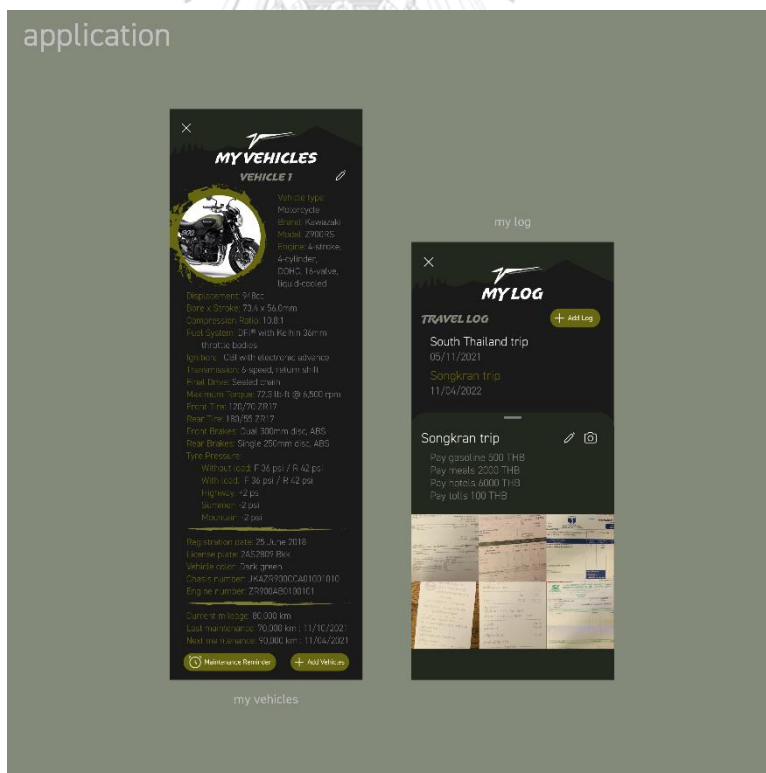 application
MY VEHICLES
VEHICLE 1
Vehicle type:
Motorcycle
Brand: Kawazaki
Model: Z900RS
Engine: 4-stroke,
4-cylinder,
DOHC, 16-valve,
liquid-cooled
Displacement: 948cc
Bore x Stroke: 73.4 x 56.0mm
Compression Ratio: 10.8:1
Fuel System: DFI® with Keihin 36mm
throttle bodies
Ignition: CBI with electronic advance
Transmission: 6-speed, return shift
Final Drive: Sealed chain
Maximum Torque: 72.3 lb-ft @ 6,500 rpm
Front Tire: 120/70 ZR17
Rear Tire: 180/55 ZR17
Front Brakes: Dual 300mm disc, ABS
Rear Brakes: Single 250mm disc, ABS
Tyre Pressure:
Without load: F 36 psi / R 42 psi
With load: F 36 psi / R 42 psi
Highway: +2 psi
Summer: -2 psi
Mountain: -2 psi
Registration date: 25 June 2018
License plate: 2AS2809 Bkk
Vehicle color: Dark green
Chasis number: JKAZR900CCA01001010
Engine number: ZR900AB0100101
Current mileage: 80,000 km
Last maintenance: 70,000 km : 11/10/2021
Next maintenance: 90,000 km : 11/04/2021
Maintenance Reminder
+ Add Vehicles
my vehicles
my log
MY LOG
TRAVEL LOG
+ Add Log
South Thailand trip
05/11/2021
Songkran trip
11/04/2022
Songkran trip
Pay gasoline 500 THB
Pay meals 2000 THB
Pay hotels 6000 THB
Pay tolls 100 THB